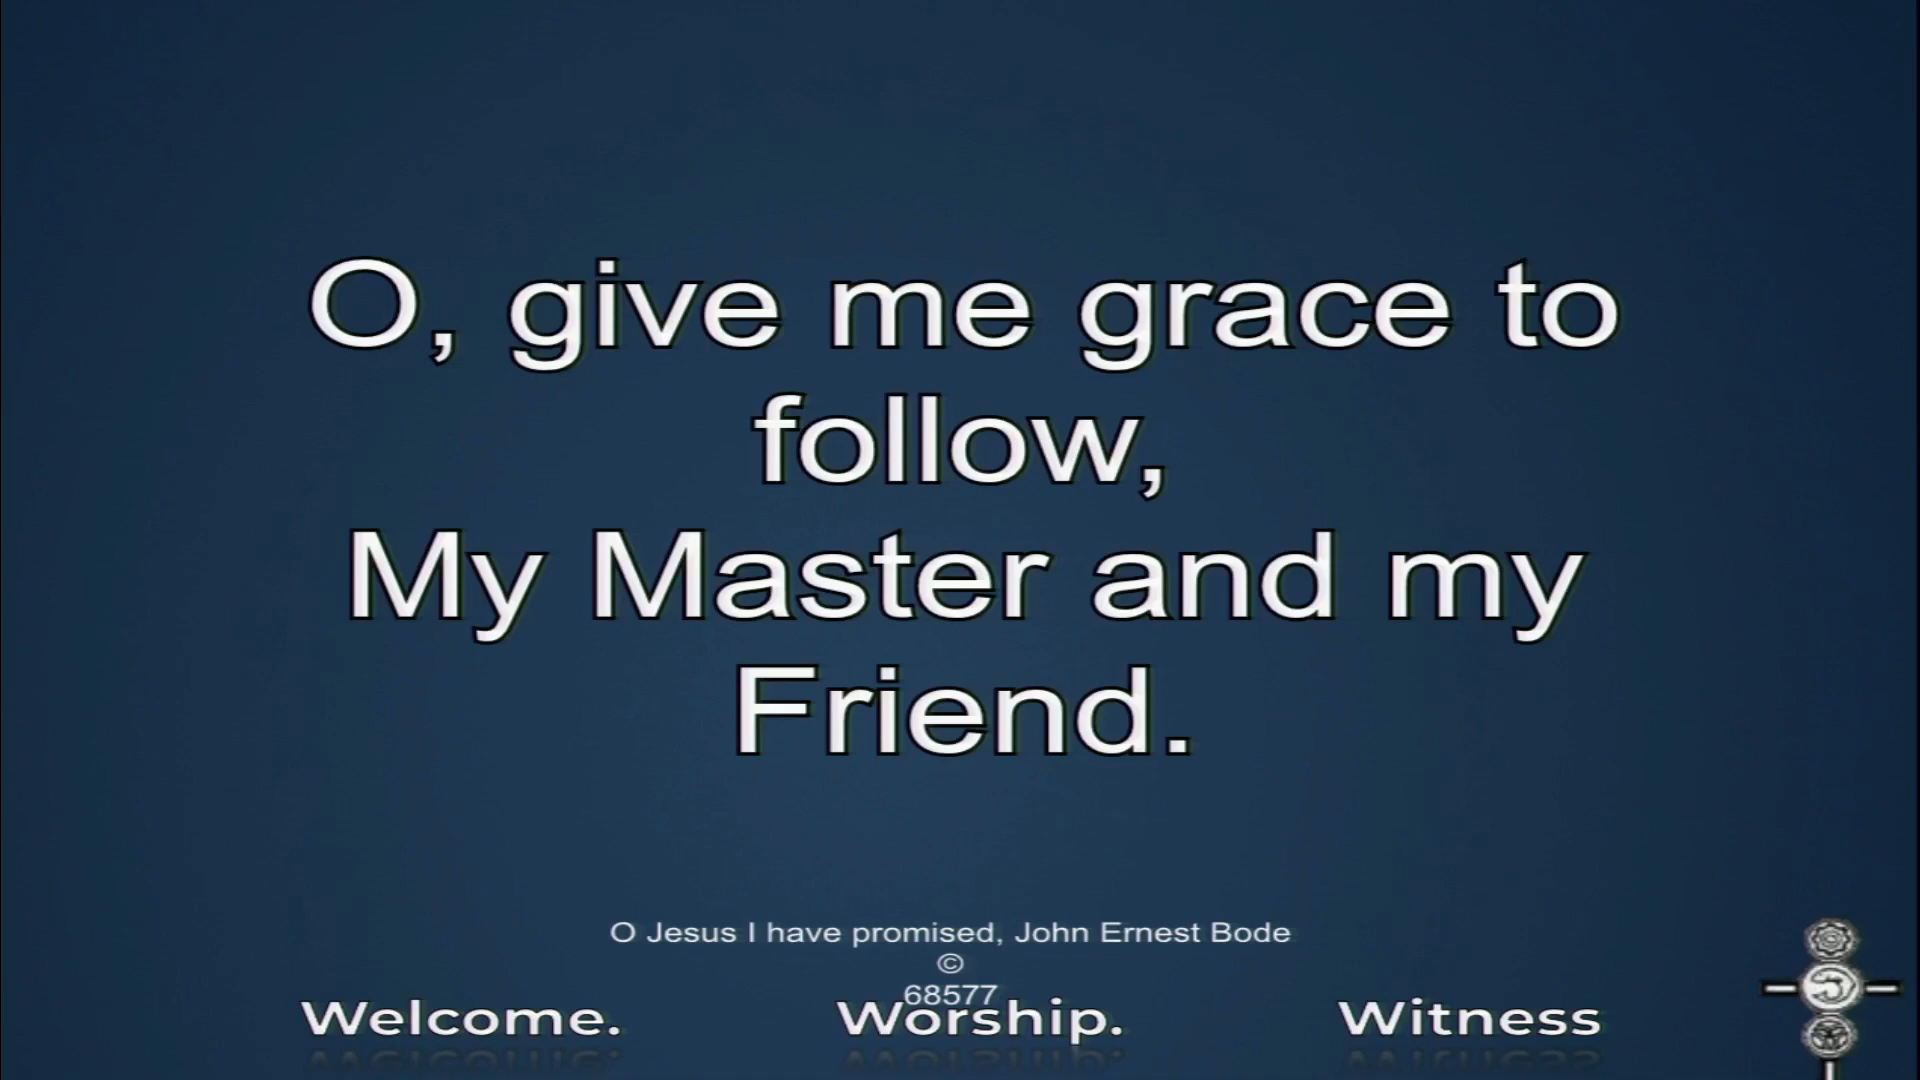 O, give me grace to
follow,
My Master and my
Friend.
O Jesus I have promised, John Ernest Bode
©
68577
Welcome. Worship. Witness